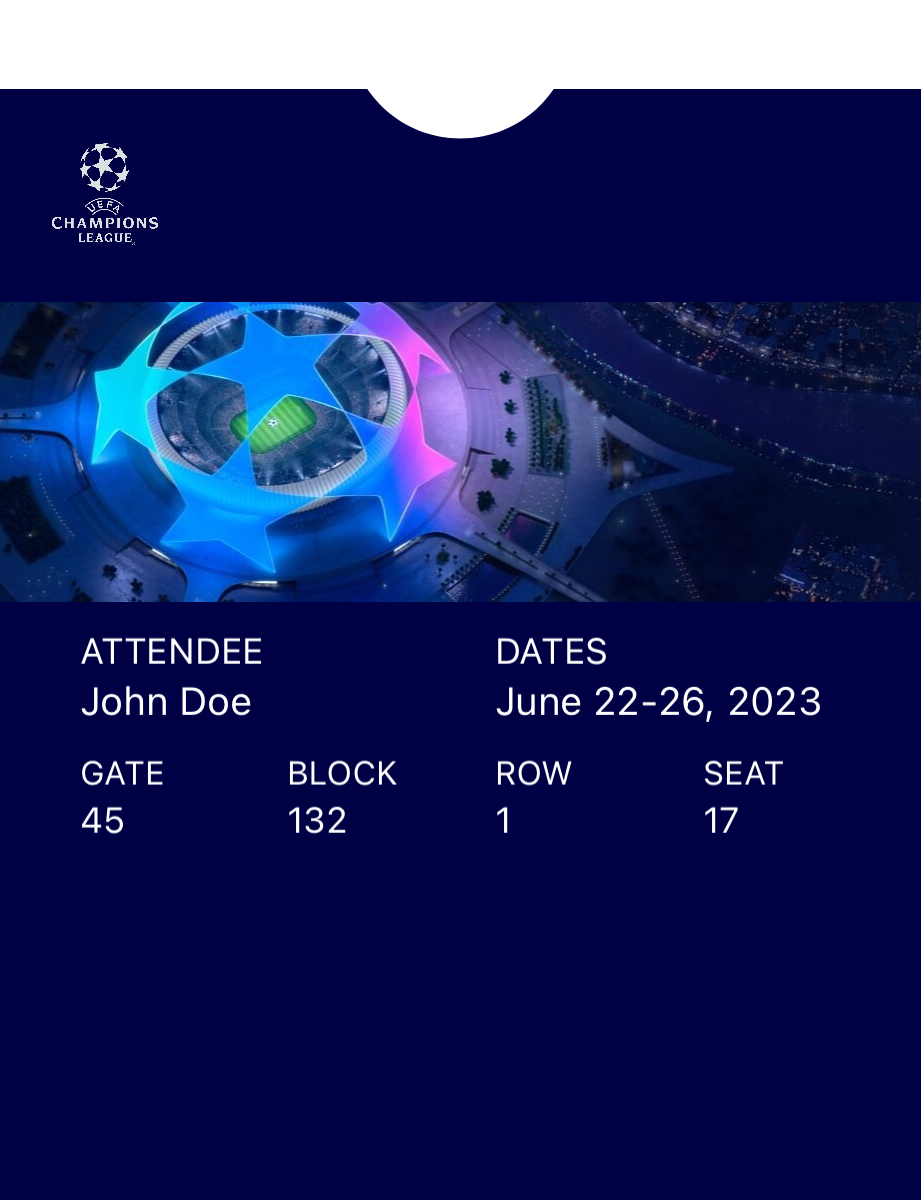 UEFA
CHAMPIONS
LEAGUE
ATTENDEE
DATES
John Doe
June 22-26, 2023
GATE
BLOCK
ROW
SEAT
45
132
1
17